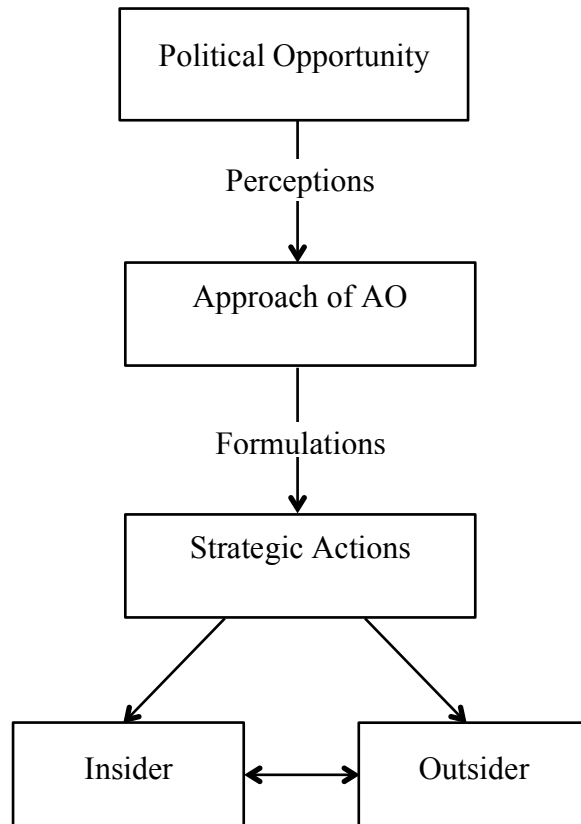 Political Opportunity
Perceptions
Approach of AO
Formulations
Strategic Actions
Insider
Outsider